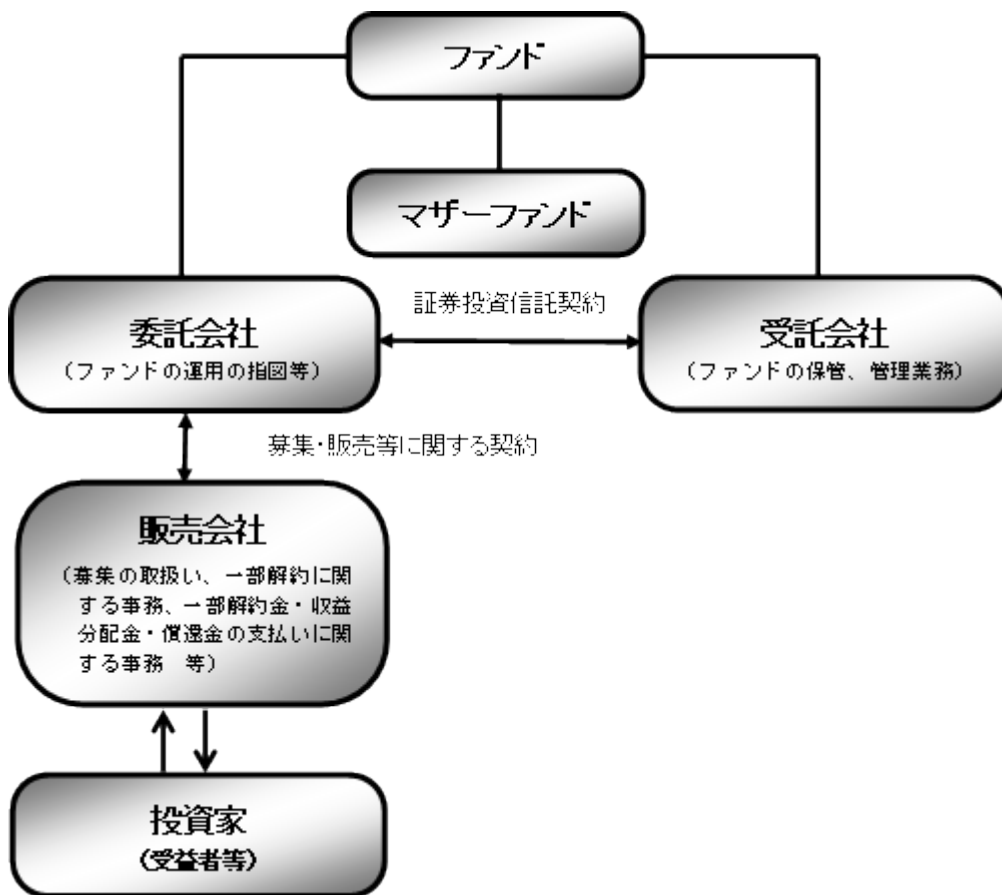 ファンド
マザーファンド
証券投資信託契約
委託会社
（ファンドの運用の指図等）
受託会社
（ファンドの保管、管理業務）
募集・販売等に関する契約
販売会社
（募集の取扱い、一部解約に関
する事務、一部解約金・収益
分配金・償還金の支払いに関
する事務　等）
投資家
（受益者等）